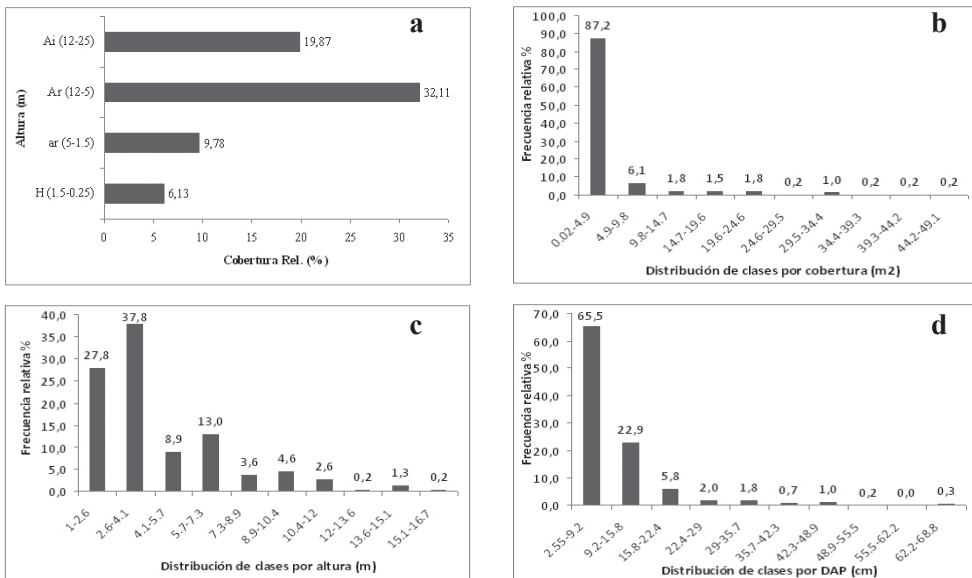 a
Altura (m)
Ai (12-25)
19,87
Ar (12-5)
32,11
ar (5-1.5)
9,78
H (1.5-0.25)
6,13
0 5 10 15 20 25 30 35
Cobertura Rel. (%)
b
Frecuencia relativa %
100,0
90,0
80,0
70,0
60,0
50,0
40,0
30,0
20,0
10,0
0,0
87,2 6,1 1,8 1,5 1,8 0,2 1,0 0,2 0,2 0,2
0.02-4.9 4.9-9.8 9.8-14.7 14.7-19.6 19.6-24.6 24.6-29.5 29.5-34.4 34.4-39.3 39.3-44.2 44.2-49.1
Distribución de clases por cobertura (m2)
c
Frecuencia relativa %
40,0
35,0
30,0
25,0
20,0
15,0
10,0
5,0
0,0
27,8 37,8 8,9 13,0 3,6 4,6 2,6 0,2 1,3 0,2
1-2.6 2.6-4.1 4.1-5.7 5.7-7.3 7.3-8.9 8.9-10.4 10.4-12 12-13.6 13.6-15.1 15.1-16.7
Distribución de clases por altura (m)
d
Frecuencia relativa %
70,0
60,0
50,0
40,0
30,0
20,0
10,0
0,0
65,5 22,9 5,8 2,0 1,8 0,7 1,0 0,2 0,0 0,3
2.55-9.2 9.2-15.8 15.8-22.4 22.4-29 29-35.7 35.7-42.3 42.3-48.9 48.9-55.5 55.5-62.2 62.2-68.8
Distribución de clases por DAP (cm)